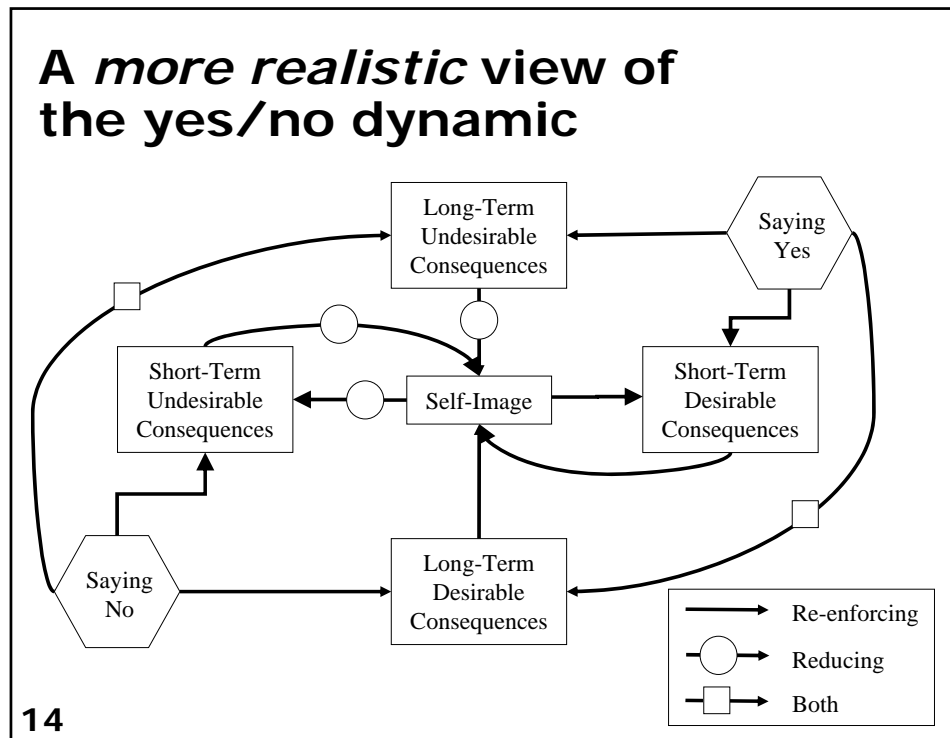 A more realistic view of
the yes/no dynamic
Long-Term
Undesirable
Consequences
Saying
Yes
Short-Term
Undesirable
Consequences
Self-Image
Short-Term
Desirable
Consequences
Saying
No
Long-Term
Desirable
Consequences
Re-enforcing
Reducing
Both
14